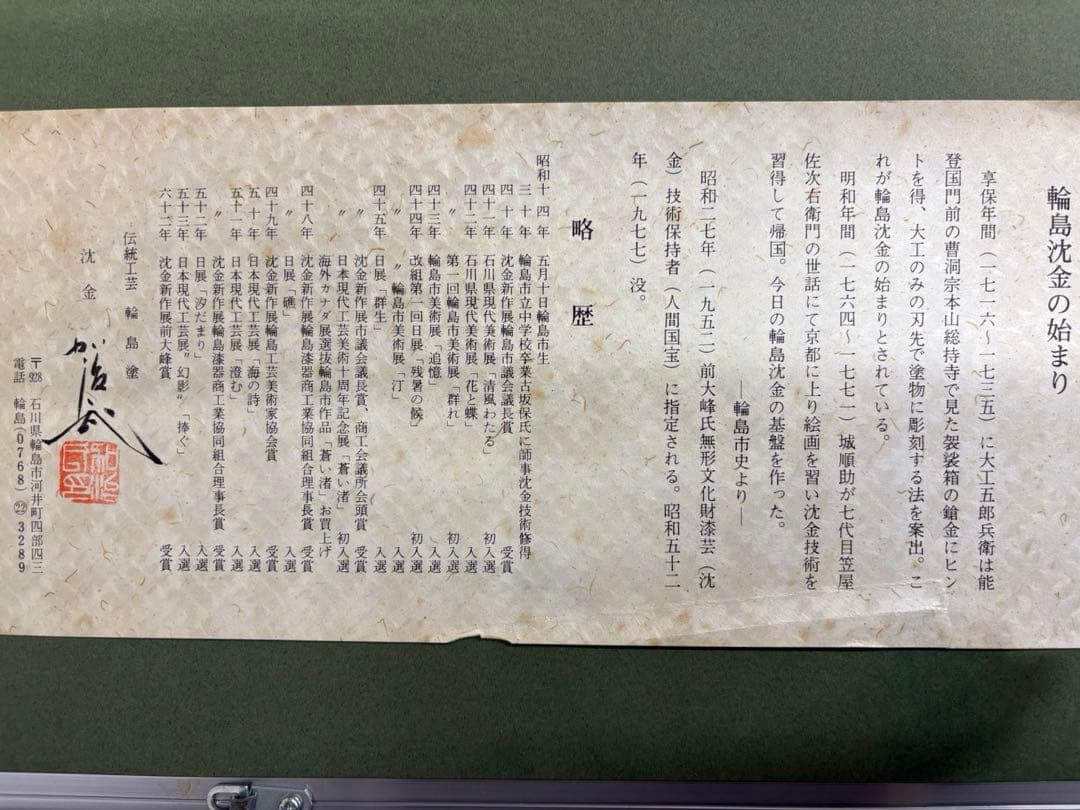 輪島沈金の始まり
享保年間（一七一六～一七三五）に大工五郎兵衛は能
登国門前の曹洞宗本山総持寺で見た袈裟箱の鎗金にヒン
トを得、大工のみの刃先で塗物に彫刻する法を案出。こ
れが輪島沈金の始まりとされている。
明和年間（一七六四～一七七一）城順助が七代目笠屋
佐次右衛門の世話にて京都に上り絵画を習い沈金技術を
習得して帰国。今日の輪島沈金の基盤を作った。
―輪島市史より―
昭和二七年（一九五二）前大峰氏無形文化財漆芸（沈
金）技術保持者（人間国宝）に指定される。昭和五十二
年（一九七七）没。
略歴
昭和十四年 五月十日輪島市生
三十年 輪島市立中学校卒業古坂保氏に師事沈金技術修得
四十年 沈金新作展輪島市議会議長賞 受賞
四十一年 石川県現代美術展「清風わたる」 初入選
四十二年 石川県現代美術展「花と蝶」 入選
〃 第一回輪島市美術展「群れ」 初入選
四十三年 輪島市美術展「追憶」 入選
四十四年 改組第一回日展「残暑の候」 初入選
〃 〃輪島市美術展「汀」 入選
四十五年 日展「群生」 入選
〃 沈金新作展市議会議長賞、商工会議所会頭賞 受賞
〃 日本現代工芸美術十周年記念展「蒼い渚」 初入選
海外カナダ展選抜輪島市作品「蒼い渚」お買上げ
四十八年 沈金新作展輪島漆器商工業協同組合理事長賞 受賞
〃 日展「礁」 入選
四十九年 沈金新作展輪島工芸美術家協会賞 受賞
五十年 日本現代工芸展「海の詩」 入選
五十一年 日本現代工芸展「澄む」 入選
〃 沈金新作展輪島漆器商工業協同組合理事長賞 受賞
五十二年 日展「汐だまり」 入選
五十三年 日本現代工芸展〝幻影〟〝捧ぐ〟 入選
六十二年 沈金新作展前大峰賞 受賞
伝統工芸 輪島塗
沈金
〒928 石川県輪島市河井町四部四三
電話 輪島(0768)㉒3289